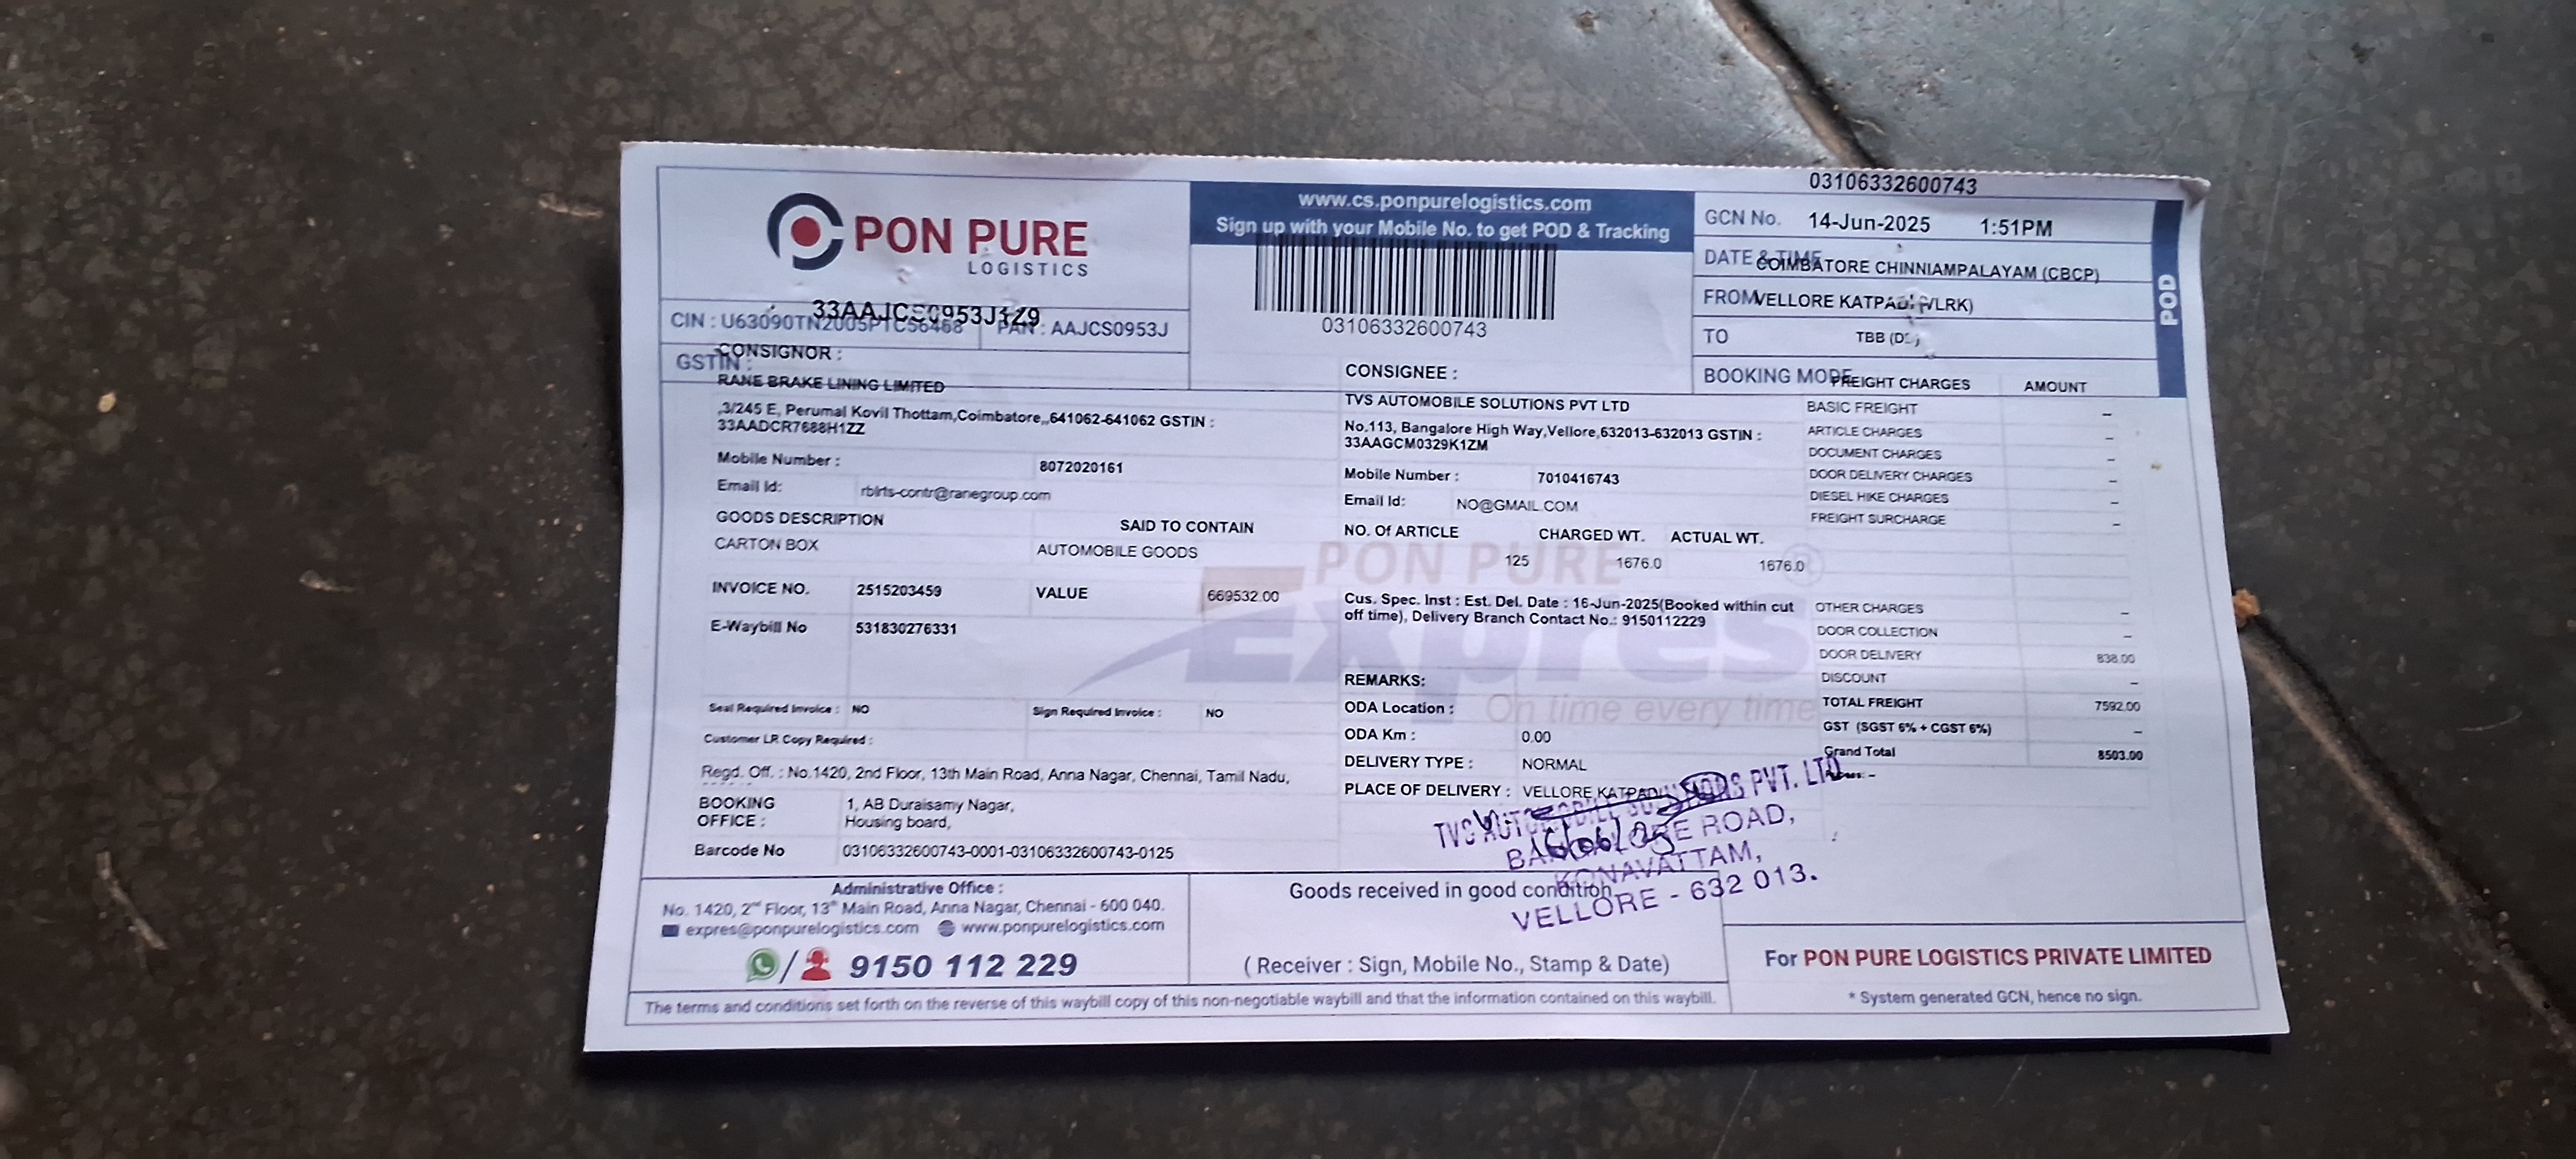 03106332600743
PON PURE
LOGISTICS
www.cs.ponpurelogistics.com
Sign up with your Mobile No. to get POD & Tracking
03106332600743
GCN No. 14-Jun-2025 1:51PM
DATE & TIME COIMBATORE CHINNIAMPALAYAM (CBCP)
FROM VELLORE KATPADI (VLRK)
TO TBB
BOOKING MODE
POD
33AAJCS0953J1Z9
CIN : U63090TN2005PTC56468 PAN : AAJCS0953J
GSTIN :
CONSIGNOR :
RANE BRAKE LINING LIMITED
,3/245 E, Perumal Kovil Thottam,Coimbatore,,641062-641062 GSTIN :
33AADCR7688H1ZZ
Mobile Number : 8072020161
Email Id: rblrts-contr@ranegroup.com
GOODS DESCRIPTION SAID TO CONTAIN
CARTON BOX AUTOMOBILE GOODS
INVOICE NO. 2515203459 VALUE 669532.00
E-Waybill No 531830276331
Seal Required Invoice : NO Sign Required Invoice : NO
Customer LR Copy Required :
Regd. Off. : No.1420, 2nd Floor, 13th Main Road, Anna Nagar, Chennai, Tamil Nadu,
BOOKING OFFICE : 1, AB Duraisamy Nagar,
Housing board,
Barcode No 03106332600743-0001-03106332600743-0125
CONSIGNEE :
TVS AUTOMOBILE SOLUTIONS PVT LTD
No.113, Bangalore High Way,Vellore,632013-632013 GSTIN :
33AAGCM0329K1ZM
Mobile Number : 7010416743
Email Id: NO@GMAIL.COM
NO. Of ARTICLE CHARGED WT. ACTUAL WT.
125 1676.0 1676.0
PON PURE
Expres
On time every time
Cus. Spec. Inst : Est. Del. Date : 16-Jun-2025(Booked within cut
off time), Delivery Branch Contact No.: 9150112229
REMARKS:
ODA Location :
ODA Km : 0.00
DELIVERY TYPE : NORMAL
PLACE OF DELIVERY : VELLORE KATPADI
FREIGHT CHARGES AMOUNT
BASIC FREIGHT –
ARTICLE CHARGES –
DOCUMENT CHARGES –
DOOR DELIVERY CHARGES –
DIESEL HIKE CHARGES –
FREIGHT SURCHARGE –
OTHER CHARGES –
DOOR COLLECTION –
DOOR DELIVERY 838.00
DISCOUNT –
TOTAL FREIGHT 7592.00
GST (SGST 6% + CGST 6%) –
Grand Total 8503.00
TVS AUTOMOBILE SOLUTIONS PVT. LTD
16/06/25
BANGALORE ROAD,
KONAVATTAM,
VELLORE - 632 013.
Administrative Office :
No. 1420, 2nd Floor, 13th Main Road, Anna Nagar, Chennai - 600 040.
expres@ponpurelogistics.com www.ponpurelogistics.com
/ 9150 112 229
Goods received in good condition
( Receiver : Sign, Mobile No., Stamp & Date)
For PON PURE LOGISTICS PRIVATE LIMITED
* System generated GCN, hence no sign.
The terms and conditions set forth on the reverse of this waybill copy of this non-negotiable waybill and that the information contained on this waybill.